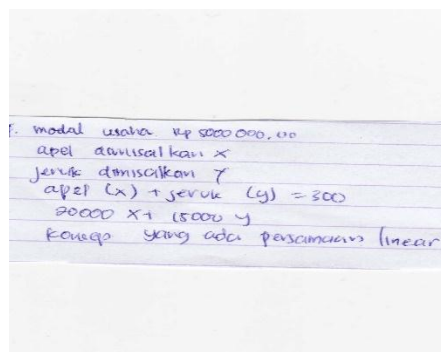 modal usaha Rp 5000 000,00
apel dimisalkan x
jeruk dimisalkan y
apel (x) + jeruk (y) = 300
20000 x + 15000 y
konsep yang ada persamaan linear